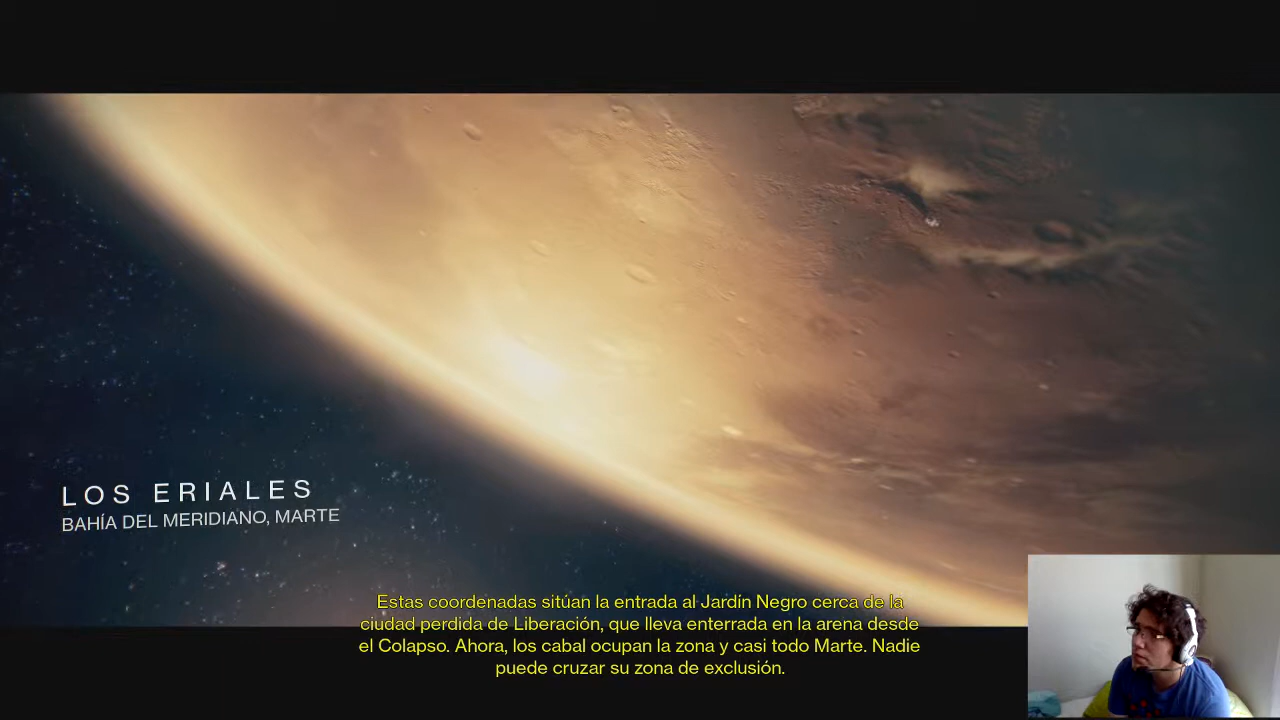 LOS ERIALES
BAHÍA DEL MERIDIANO, MARTE
Estas coordenadas sitúan la entrada al Jardín Negro cerca de la
ciudad perdida de Liberación, que lleva enterrada en la arena desde
el Colapso. Ahora, los cabal ocupan la zona y casi todo Marte. Nadie
puede cruzar su zona de exclusión.